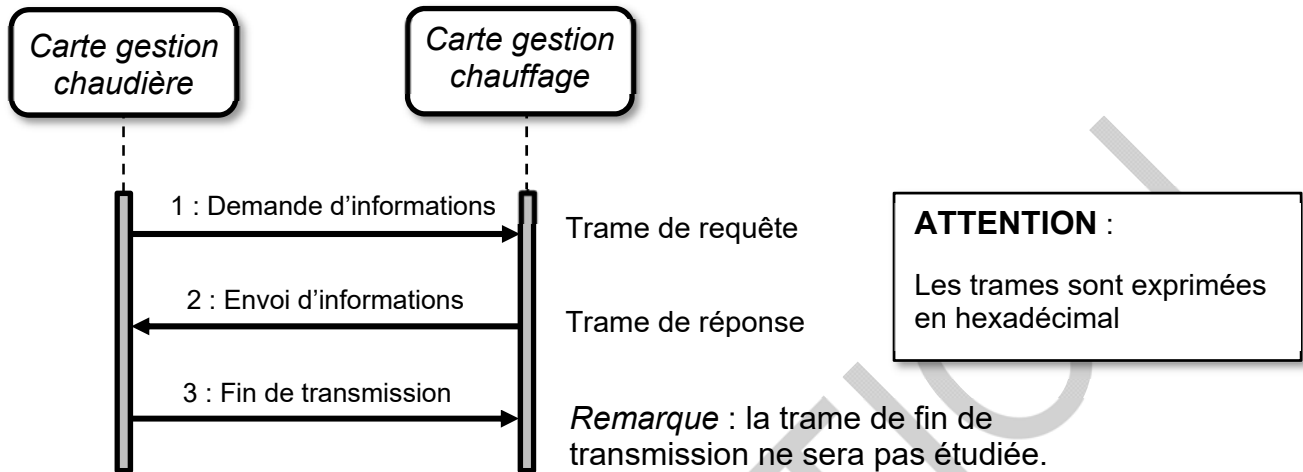 Carte gestion
chaudière
Carte gestion
chauffage
1 : Demande d'informations
Trame de requête
2 : Envoi d'informations
Trame de réponse
3 : Fin de transmission
Remarque : la trame de fin de
transmission ne sera pas étudiée.
ATTENTION :
Les trames sont exprimées
en hexadécimal